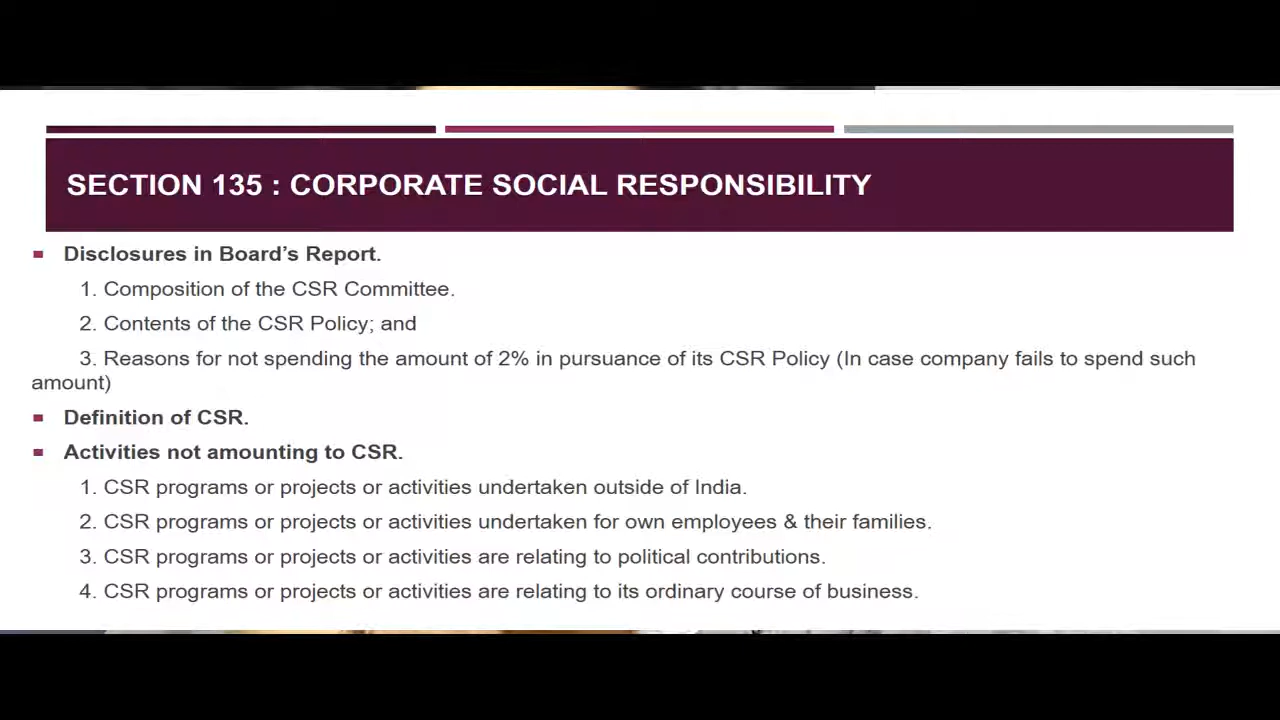 SECTION 135 : CORPORATE SOCIAL RESPONSIBILITY
Disclosures in Board’s Report.
1. Composition of the CSR Committee.
2. Contents of the CSR Policy; and
3. Reasons for not spending the amount of 2% in pursuance of its CSR Policy (In case company fails to spend such
amount)
Definition of CSR.
Activities not amounting to CSR.
1. CSR programs or projects or activities undertaken outside of India.
2. CSR programs or projects or activities undertaken for own employees & their families.
3. CSR programs or projects or activities are relating to political contributions.
4. CSR programs or projects or activities are relating to its ordinary course of business.